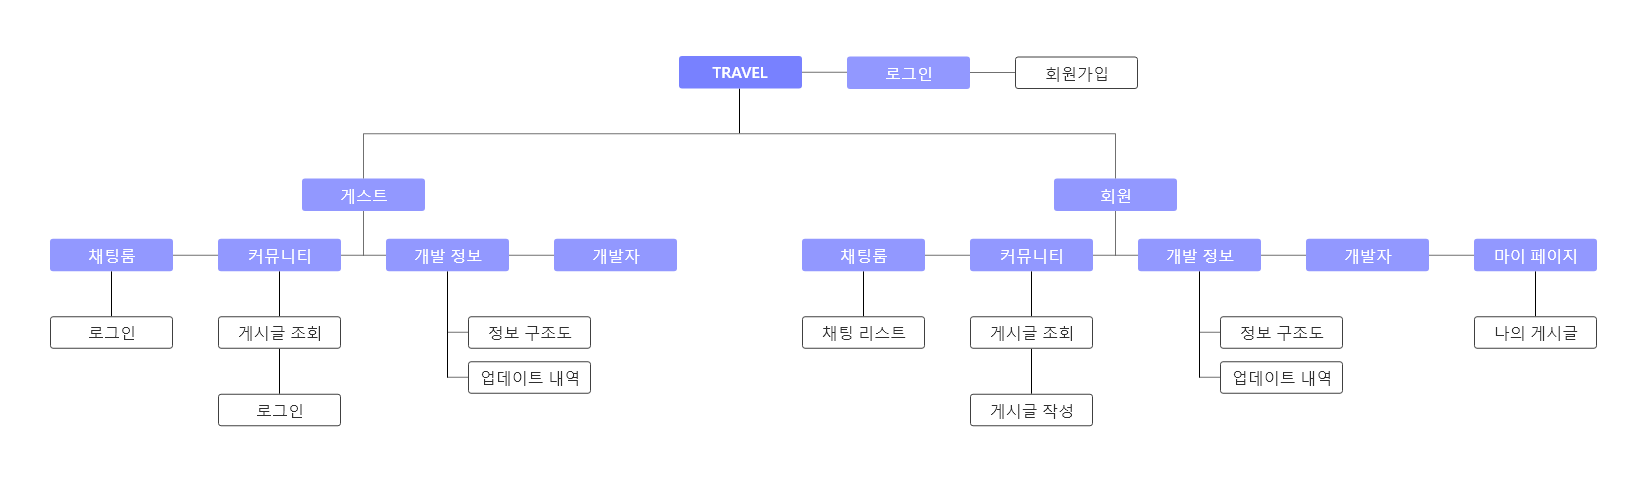 TRAVEL
로그인
회원가입
게스트
회원
채팅룸
커뮤니티
개발 정보
개발자
채팅룸
커뮤니티
개발 정보
개발자
마이 페이지
로그인
게시글 조회
정보 구조도
채팅 리스트
게시글 조회
정보 구조도
나의 게시글
업데이트 내역
업데이트 내역
로그인
게시글 작성